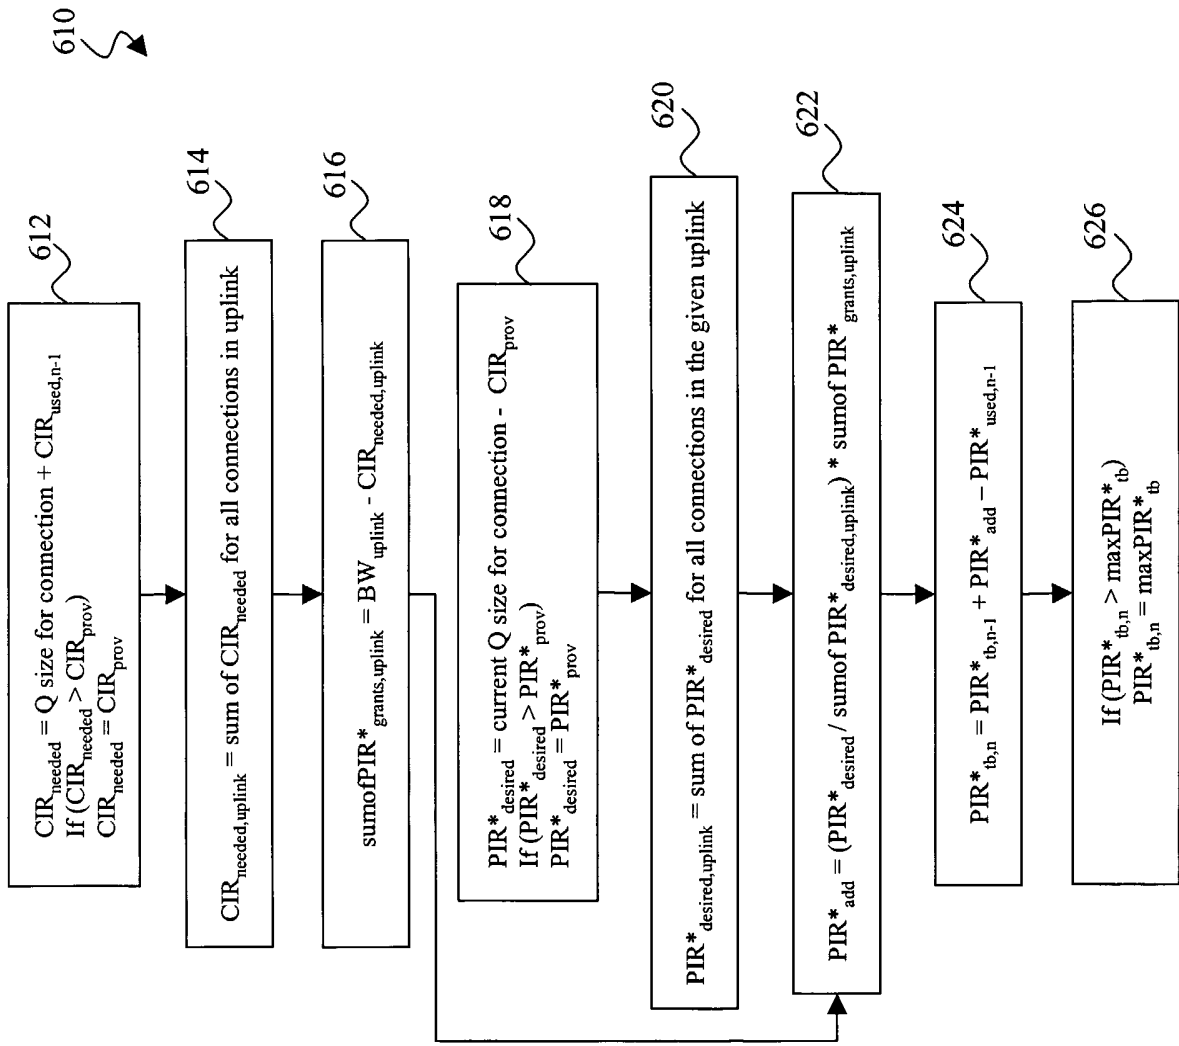 610
612
CIR_needed = Q size for connection + CIR_used,n-1
If (CIR_needed > CIR_prov)
CIR_needed = CIR_prov
614
CIR_needed,uplink = sum of CIR_needed for all connections in uplink
616
sumofPIR*_grants,uplink = BW_uplink - CIR_needed,uplink
618
PIR*_desired = current Q size for connection - CIR_prov
If (PIR*_desired > PIR*_prov)
PIR*_desired = PIR*_prov
620
PIR*_desired,uplink = sum of PIR*_desired for all connections in the given uplink
622
PIR*_add = (PIR*_desired / sumof PIR*_desired,uplink) * sumof PIR*_grants,uplink
624
PIR*_tb,n = PIR*_tb,n-1 + PIR*_add – PIR*_used,n-1
626
If (PIR*_tb,n > maxPIR*_tb)
PIR*_tb,n = maxPIR*_tb